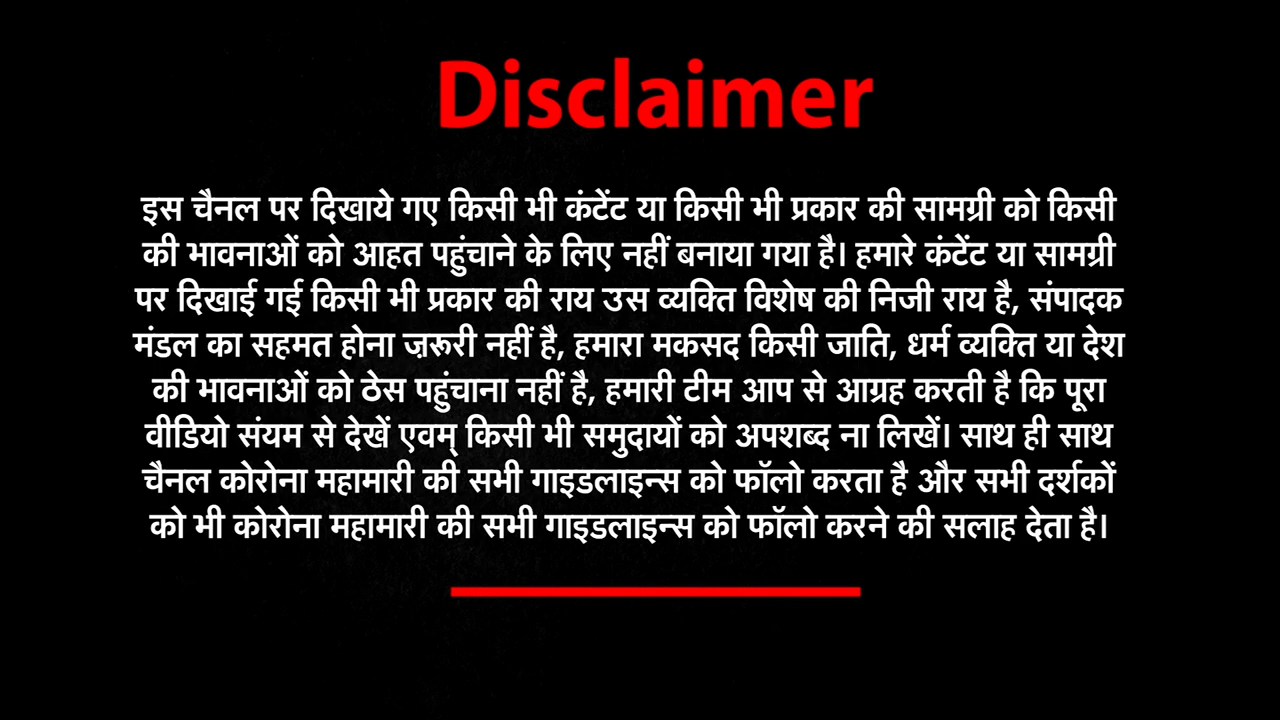 Disclaimer
इस चैनल पर दिखाये गए किसी भी कंटेंट या किसी भी प्रकार की सामग्री को किसी
की भावनाओं को आहत पहुंचाने के लिए नहीं बनाया गया है। हमारे कंटेंट या सामग्री
पर दिखाई गई किसी भी प्रकार की राय उस व्यक्ति विशेष की निजी राय है, संपादक
मंडल का सहमत होना ज़रूरी नहीं है, हमारा मकसद किसी जाति, धर्म व्यक्ति या देश
की भावनाओं को ठेस पहुंचाना नहीं है, हमारी टीम आप से आग्रह करती है कि पूरा
वीडियो संयम से देखें एवम् किसी भी समुदायों को अपशब्द ना लिखें। साथ ही साथ
चैनल कोरोना महामारी की सभी गाइडलाइन्स को फॉलो करता है और सभी दर्शकों
को भी कोरोना महामारी की सभी गाइडलाइन्स को फॉलो करने की सलाह देता है।